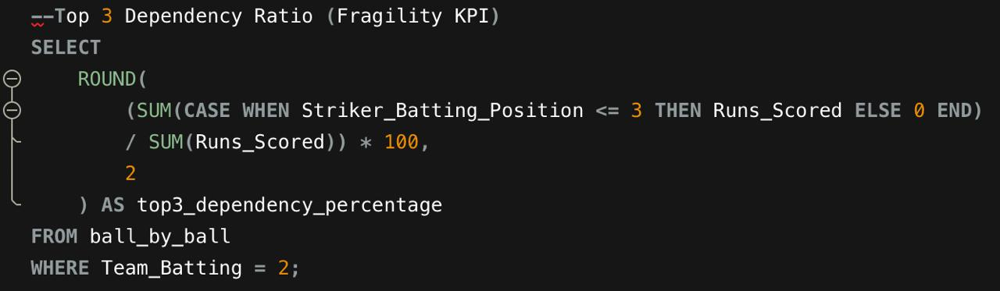 --Top 3 Dependency Ratio (Fragility KPI)
SELECT
    ROUND(
        (SUM(CASE WHEN Striker_Batting_Position <= 3 THEN Runs_Scored ELSE 0 END)
        / SUM(Runs_Scored)) * 100,
        2
    ) AS top3_dependency_percentage
FROM ball_by_ball
WHERE Team_Batting = 2;